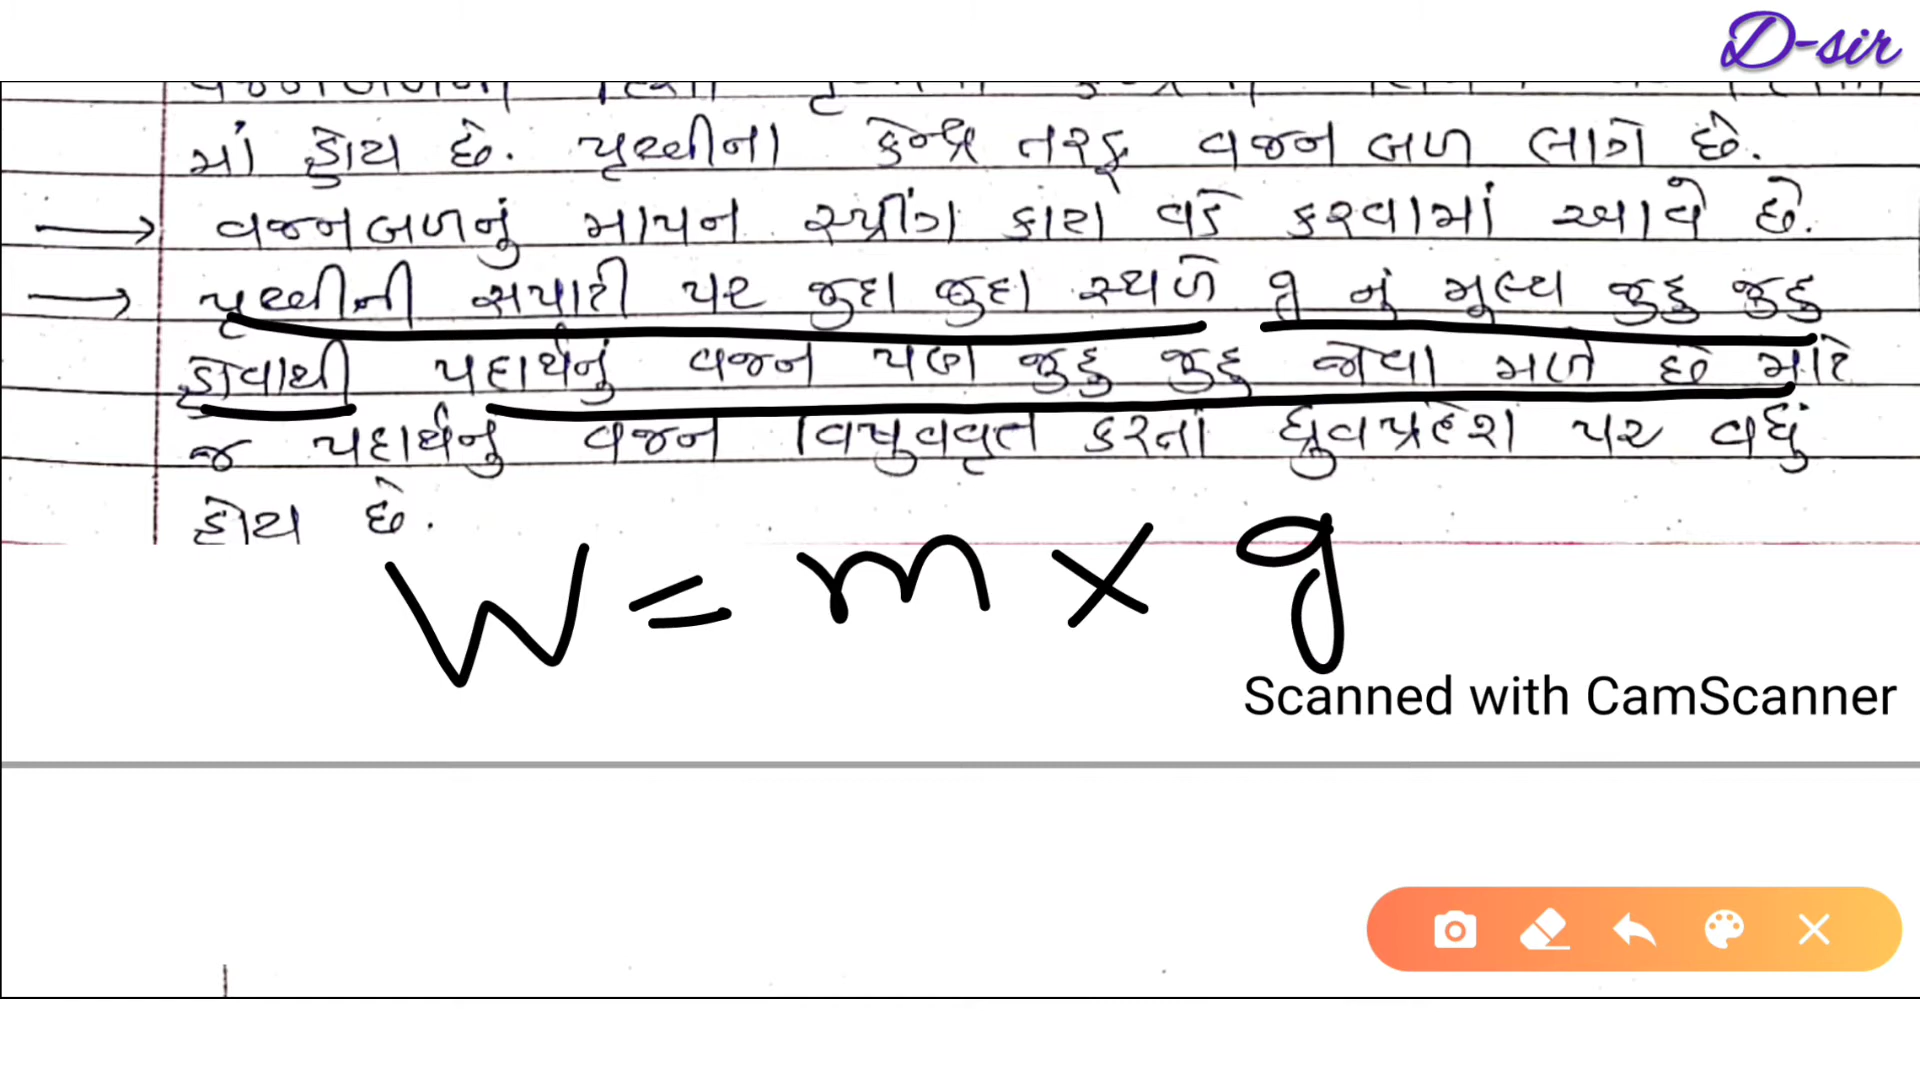 D-sir
માં હોય છે. પૃથ્વીના કેન્દ્ર તરફ વજન બળ લાગે છે.
→ વજનબળનું માપન સ્પ્રીંગ કાટા વડે કરવામાં આવે છે.
→ પૃથ્વીની સપાટી પર જુદા જુદા સ્થળે g નું મૂલ્ય જુદુ જુદુ
હોવાથી પદાર્થનું વજન પણ જુદુ જુદુ જોવા મળે છે માટે
જ પદાર્થનું વજન વિષુવવૃત કરતાં ધ્રુવપ્રદેશ પર વધું
હોય છે.
W = m × g
Scanned with CamScanner